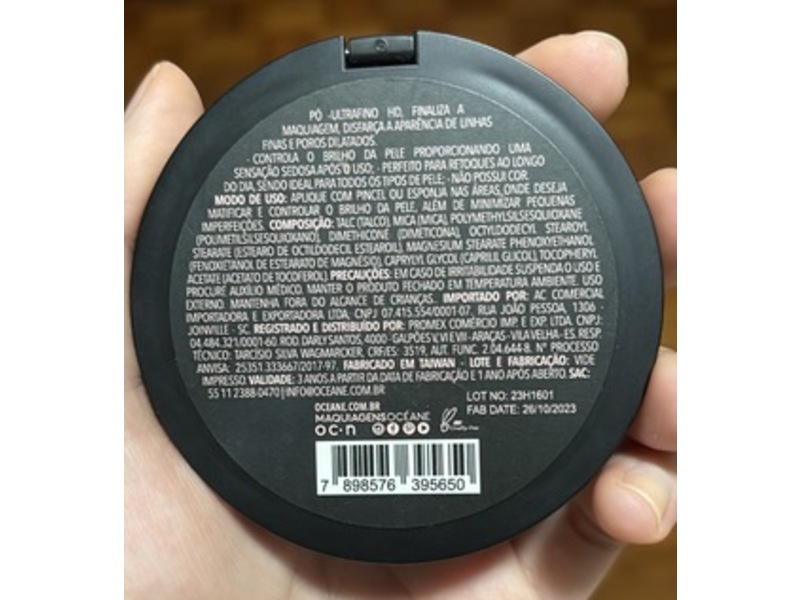 PÓ -ULTRAFINO HD, FINALIZA A
MAQUIAGEM, DISFARÇA A APARÊNCIA DE LINHAS
FINAS E POROS DILATADOS.
- CONTROLA O BRILHO DA PELE PROPORCIONANDO UMA
SENSAÇÃO SEDOSA APÓS O USO; - PERFEITO PARA RETOQUES AO LONGO
DO DIA, SENDO IDEAL PARA TODOS OS TIPOS DE PELE; - NÃO POSSUI COR.
MODO DE USO: APLIQUE COM PINCEL OU ESPONJA NAS ÁREAS, ONDE DESEJA
MATIFICAR E CONTROLAR O BRILHO DA PELE, ALÉM DE MINIMIZAR PEQUENAS
IMPERFEIÇÕES. COMPOSIÇÃO: TALC (TALCO), MICA (MICA), POLYMETHYLSILSESQUIOXANE
(POLIMETILSILSESQUIOXANO), DIMETHICONE (DIMETICONA), OCTYLDODECYL STEAROYL
STEARATE (ESTEARO DE OCTILDODECIL ESTEAROIL), MAGNESIUM STEARATE PHENOXYETHANOL
(FENOXIETANOL DE ESTEARATO DE MAGNÉSIO), CAPRYLYL GLYCOL (CAPRILIL GLICOL), TOCOPHERYL
ACETATE (ACETATO DE TOCOFEROL). PRECAUÇÕES: EM CASO DE IRRITABILIDADE SUSPENDA O USO E
PROCURE AUXÍLIO MÉDICO. MANTER O PRODUTO FECHADO EM TEMPERATURA AMBIENTE. USO
EXTERNO. MANTENHA FORA DO ALCANCE DE CRIANÇAS. IMPORTADO POR: AC COMERCIAL
IMPORTADORA E EXPORTADORA LTDA, CNPJ 07.415.554/0001-07, RUA JOÃO PESSOA, 1306 -
JOINVILLE - SC. REGISTRADO E DISTRIBUÍDO POR: PROMEX COMÉRCIO IMP. E EXP. LTDA. CNPJ:
04.484.321/0001-60. ROD. DARLY SANTOS, 4000 - GALPÕES V, VI E VII - ARAÇAS - VILA VELHA - ES. RESP.
TÉCNICO: TARCÍSIO SILVA WAGMARCKER, CRF/ES: 3519, AUT. FUNC. 2.04.644-8. N° PROCESSO
ANVISA: 25351.333667/2017-97. FABRICADO EM TAIWAN - LOTE E FABRICAÇÃO: VIDE
IMPRESSO VALIDADE: 3 ANOS A PARTIR DA DATA DE FABRICAÇÃO E 1 ANO APÓS ABERTO. SAC:
55 11 2388-0470 | INFO@OCEANE.COM.BR
LOT NO: 23H1601
FAB DATE: 26/10/2023
OCEANE.COM.BR
MAQUIAGENSOCÉANE
oc·n
Cruelty-Free
7 898576 395650